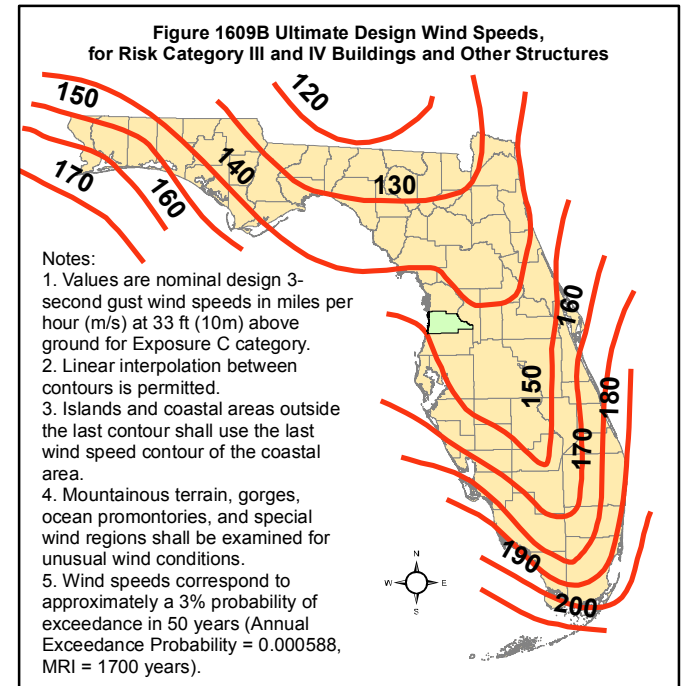 Figure 1609B Ultimate Design Wind Speeds,
for Risk Category III and IV Buildings and Other Structures
120
150
140
130
170
160
Notes:
1. Values are nominal design 3-
second gust wind speeds in miles per
hour (m/s) at 33 ft (10m) above
ground for Exposure C category.
2. Linear interpolation between
contours is permitted.
3. Islands and coastal areas outside
the last contour shall use the last
wind speed contour of the coastal
area.
4. Mountainous terrain, gorges,
ocean promontories, and special
wind regions shall be examined for
unusual wind conditions.
5. Wind speeds correspond to
approximately a 3% probability of
exceedance in 50 years (Annual
Exceedance Probability = 0.000588,
MRI = 1700 years).
160
150
180
170
190
200
N
W E
S